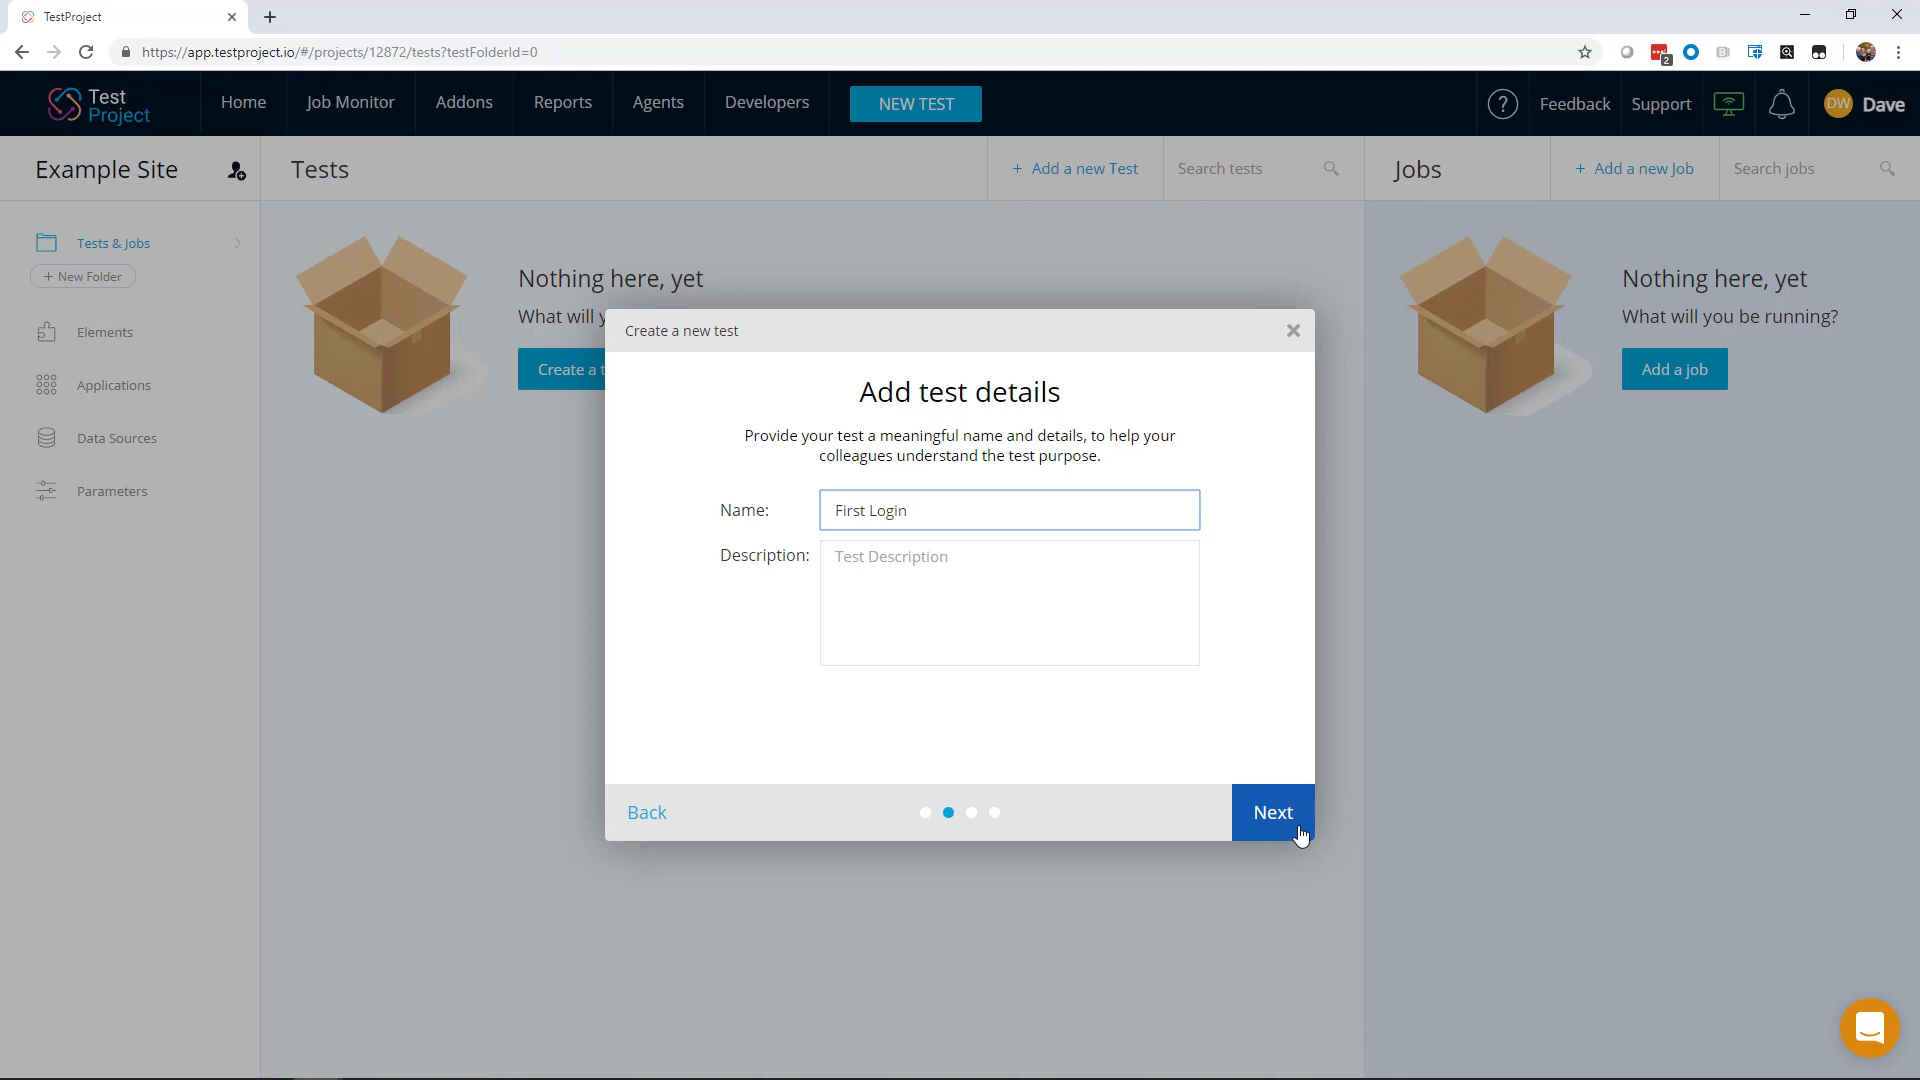 TestProject
https://app.testproject.io/#/projects/12872/tests?testFolderId=0
2
Test
Project
Home
Job Monitor
Addons
Reports
Agents
Developers
NEW TEST
?
Feedback
Support
DW
Dave
Example Site
Tests
+ Add a new Test
Search tests
Jobs
+ Add a new Job
Search jobs
Tests & Jobs
+ New Folder
Elements
Applications
Data Sources
Parameters
Nothing here, yet
What will y
Create a t
Nothing here, yet
What will you be running?
Add a job
Create a new test
Add test details
Provide your test a meaningful name and details, to help your
colleagues understand the test purpose.
Name:
First Login
Description:
Test Description
Back
Next